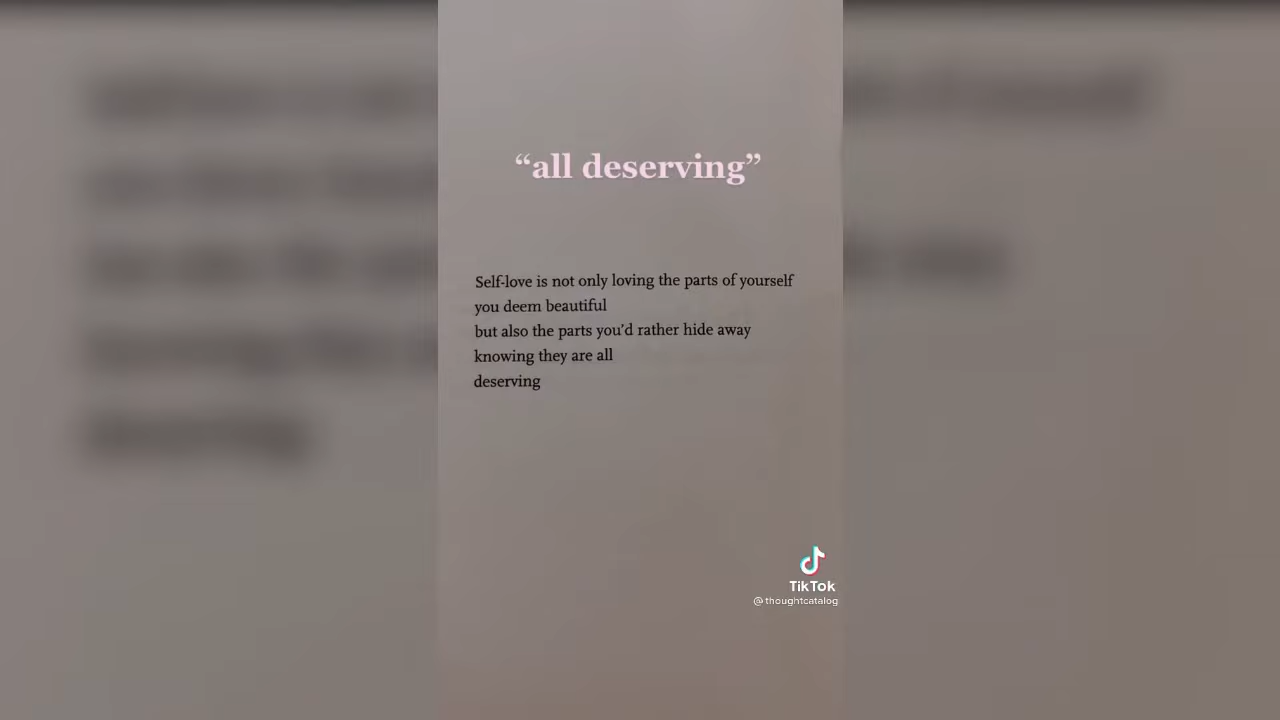 “all deserving”
Self-love is not only loving the parts of yourself
you deem beautiful
but also the parts you’d rather hide away
knowing they are all
deserving
TikTok
@thoughtcatalog